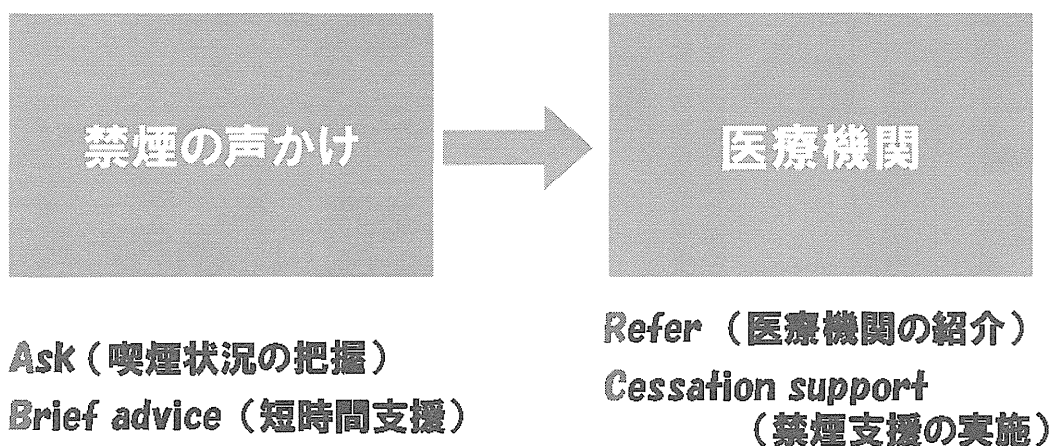 禁煙の声かけ
医療機関
Ask（喫煙状況の把握）
Brief advice（短時間支援）
Refer（医療機関の紹介）
Cessation support
（禁煙支援の実施）